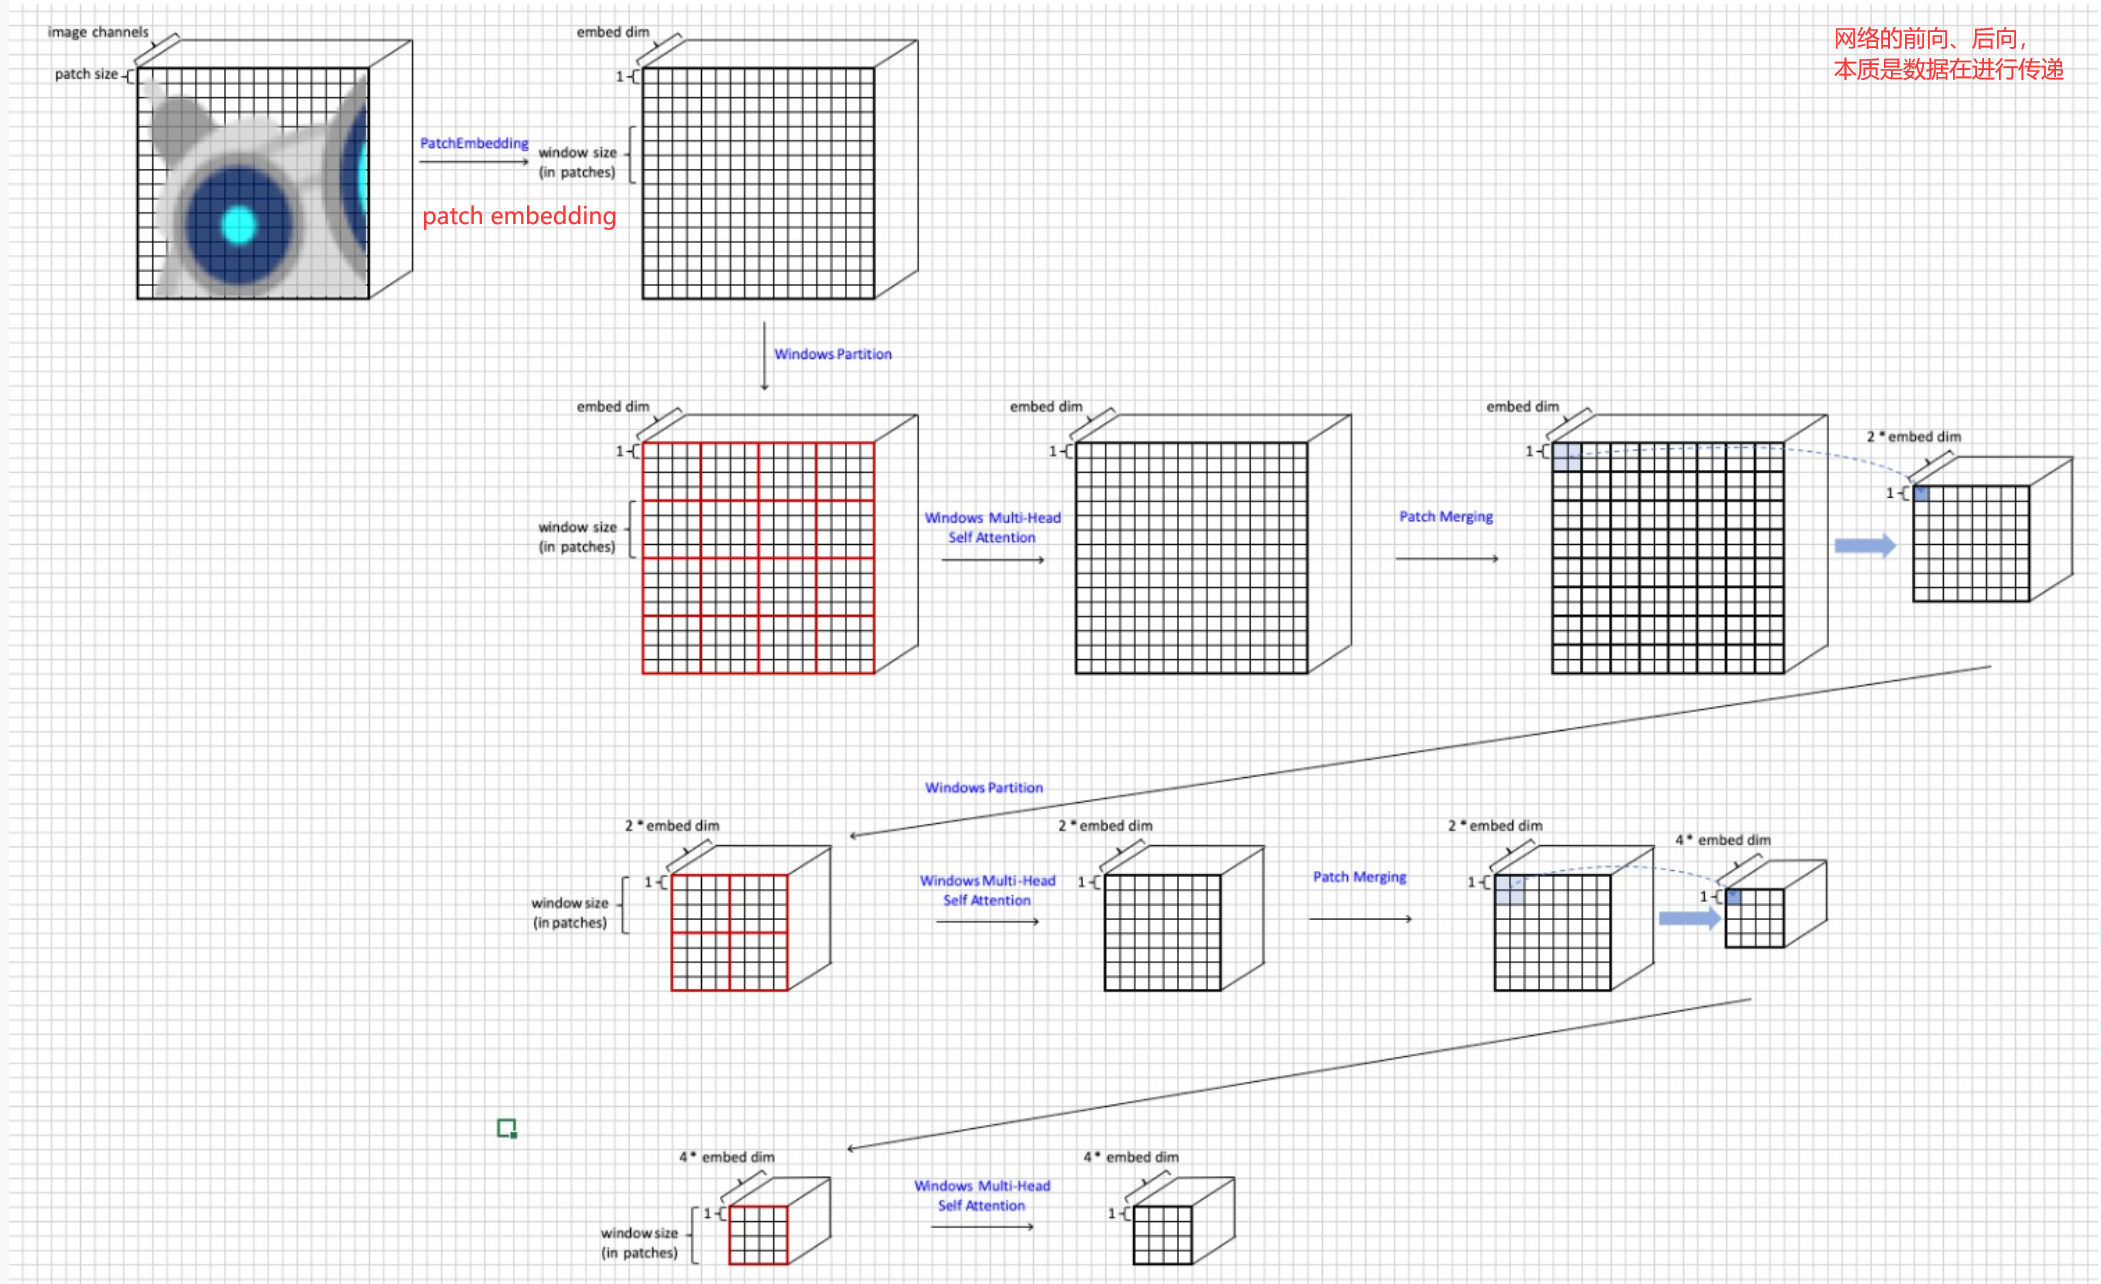 image channels
patch size
embed dim
1
PatchEmbedding
window size
(in patches)
patch embedding
网络的前向、后向，
本质是数据在进行传递
Windows Partition
embed dim
1
window size
(in patches)
Windows Multi-Head
Self Attention
embed dim
1
Patch Merging
embed dim
1
2 * embed dim
1
Windows Partition
2 * embed dim
1
window size
(in patches)
Windows Multi-Head
Self Attention
2 * embed dim
1
Patch Merging
2 * embed dim
1
4 * embed dim
1
4 * embed dim
1
window size
(in patches)
Windows Multi-Head
Self Attention
4 * embed dim
1